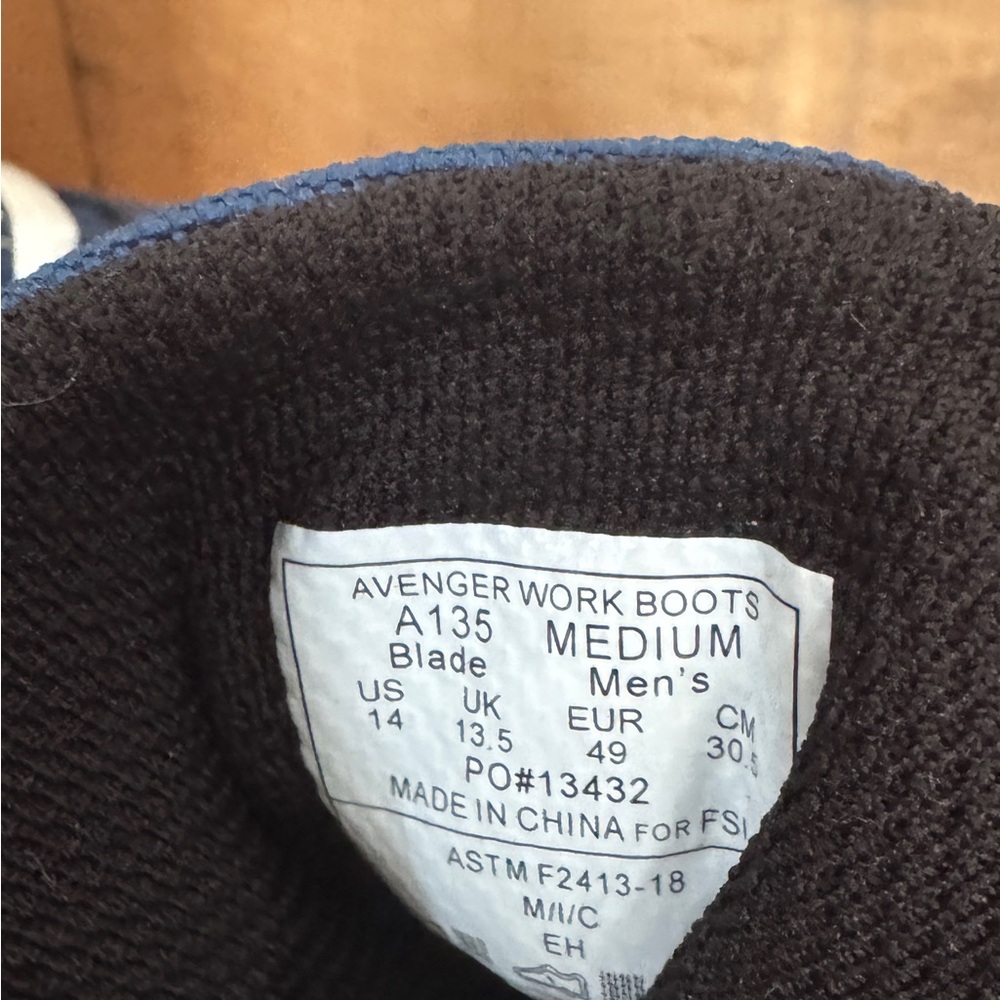 AVENGER WORK BOOTS
A135 MEDIUM
Blade Men's
US UK EUR CM
14 13.5 49 30.5
PO#13432
MADE IN CHINA FOR FSI
ASTM F2413-18
M/I/C
EH